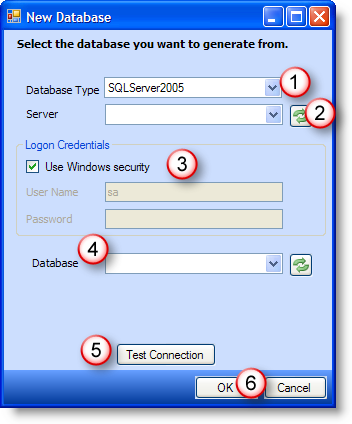 New Database
Select the database you want to generate from.
Database Type SQLServer2005 1
Server 2
Logon Credentials
Use Windows security 3
User Name sa
Password
4
Database
5 Test Connection
OK 6 Cancel